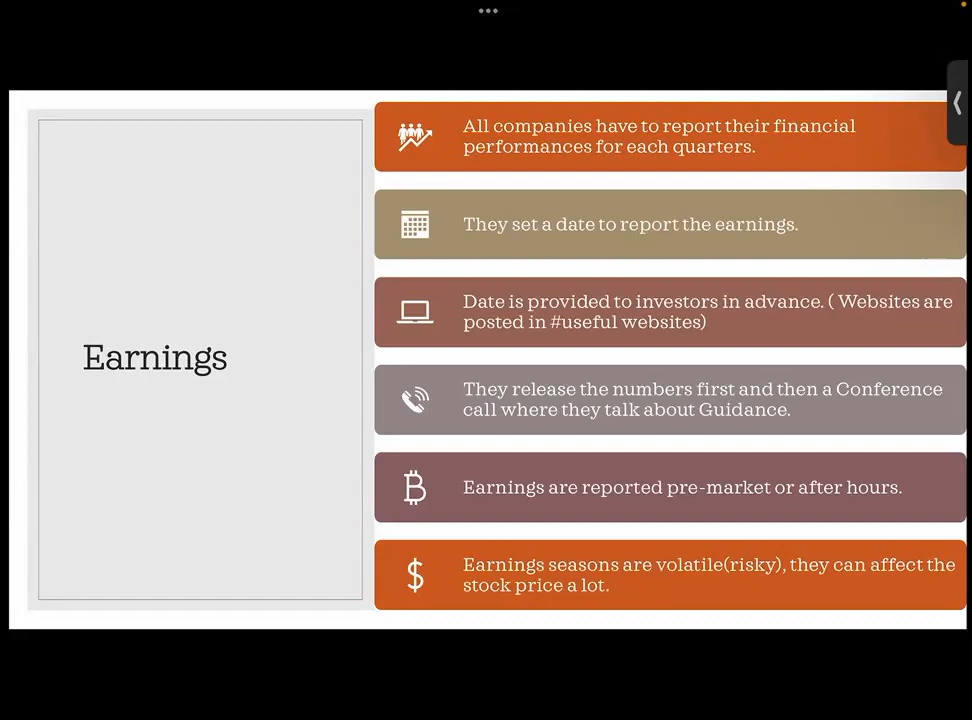 Earnings
All companies have to report their financial
performances for each quarters.
They set a date to report the earnings.
Date is provided to investors in advance. ( Websites are
posted in #useful websites)
They release the numbers first and then a Conference
call where they talk about Guidance.
Earnings are reported pre-market or after hours.
Earnings seasons are volatile(risky), they can affect the
stock price a lot.